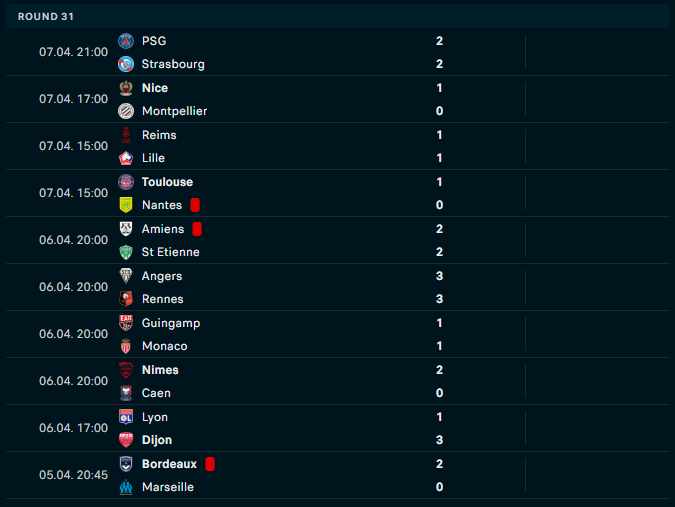 ROUND 31
07.04. 21:00
PSG 2
Strasbourg 2
07.04. 17:00
Nice 1
Montpellier 0
07.04. 15:00
Reims 1
Lille 1
07.04. 15:00
Toulouse 1
Nantes 0
06.04. 20:00
Amiens 2
St Etienne 2
06.04. 20:00
Angers 3
Rennes 3
06.04. 20:00
Guingamp 1
Monaco 1
06.04. 20:00
Nimes 2
Caen 0
06.04. 17:00
Lyon 1
Dijon 3
05.04. 20:45
Bordeaux 2
Marseille 0